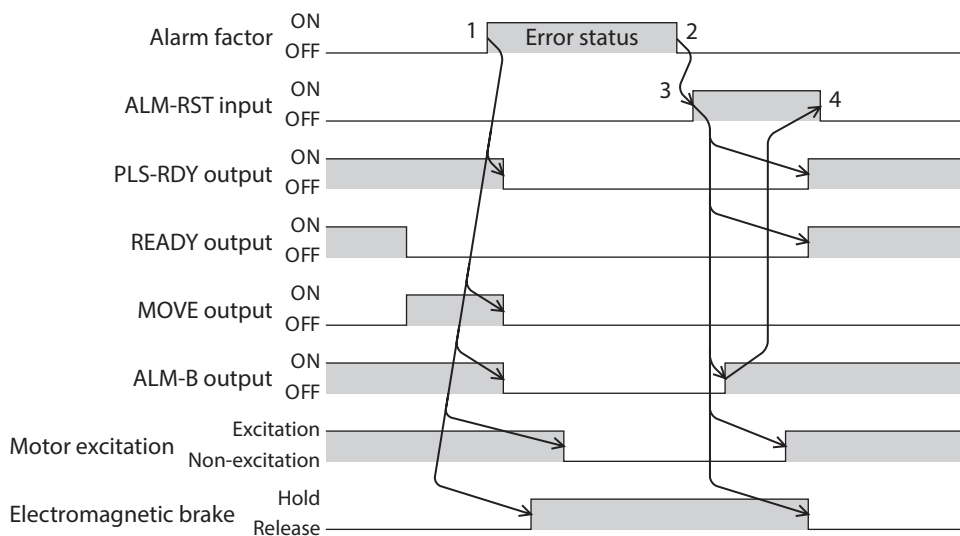 ON
Alarm factor
OFF
1
Error status
2
ON
ALM-RST input
OFF
3
4
ON
PLS-RDY output
OFF
ON
READY output
OFF
ON
MOVE output
OFF
ON
ALM-B output
OFF
Excitation
Motor excitation
Non-excitation
Hold
Electromagnetic brake
Release